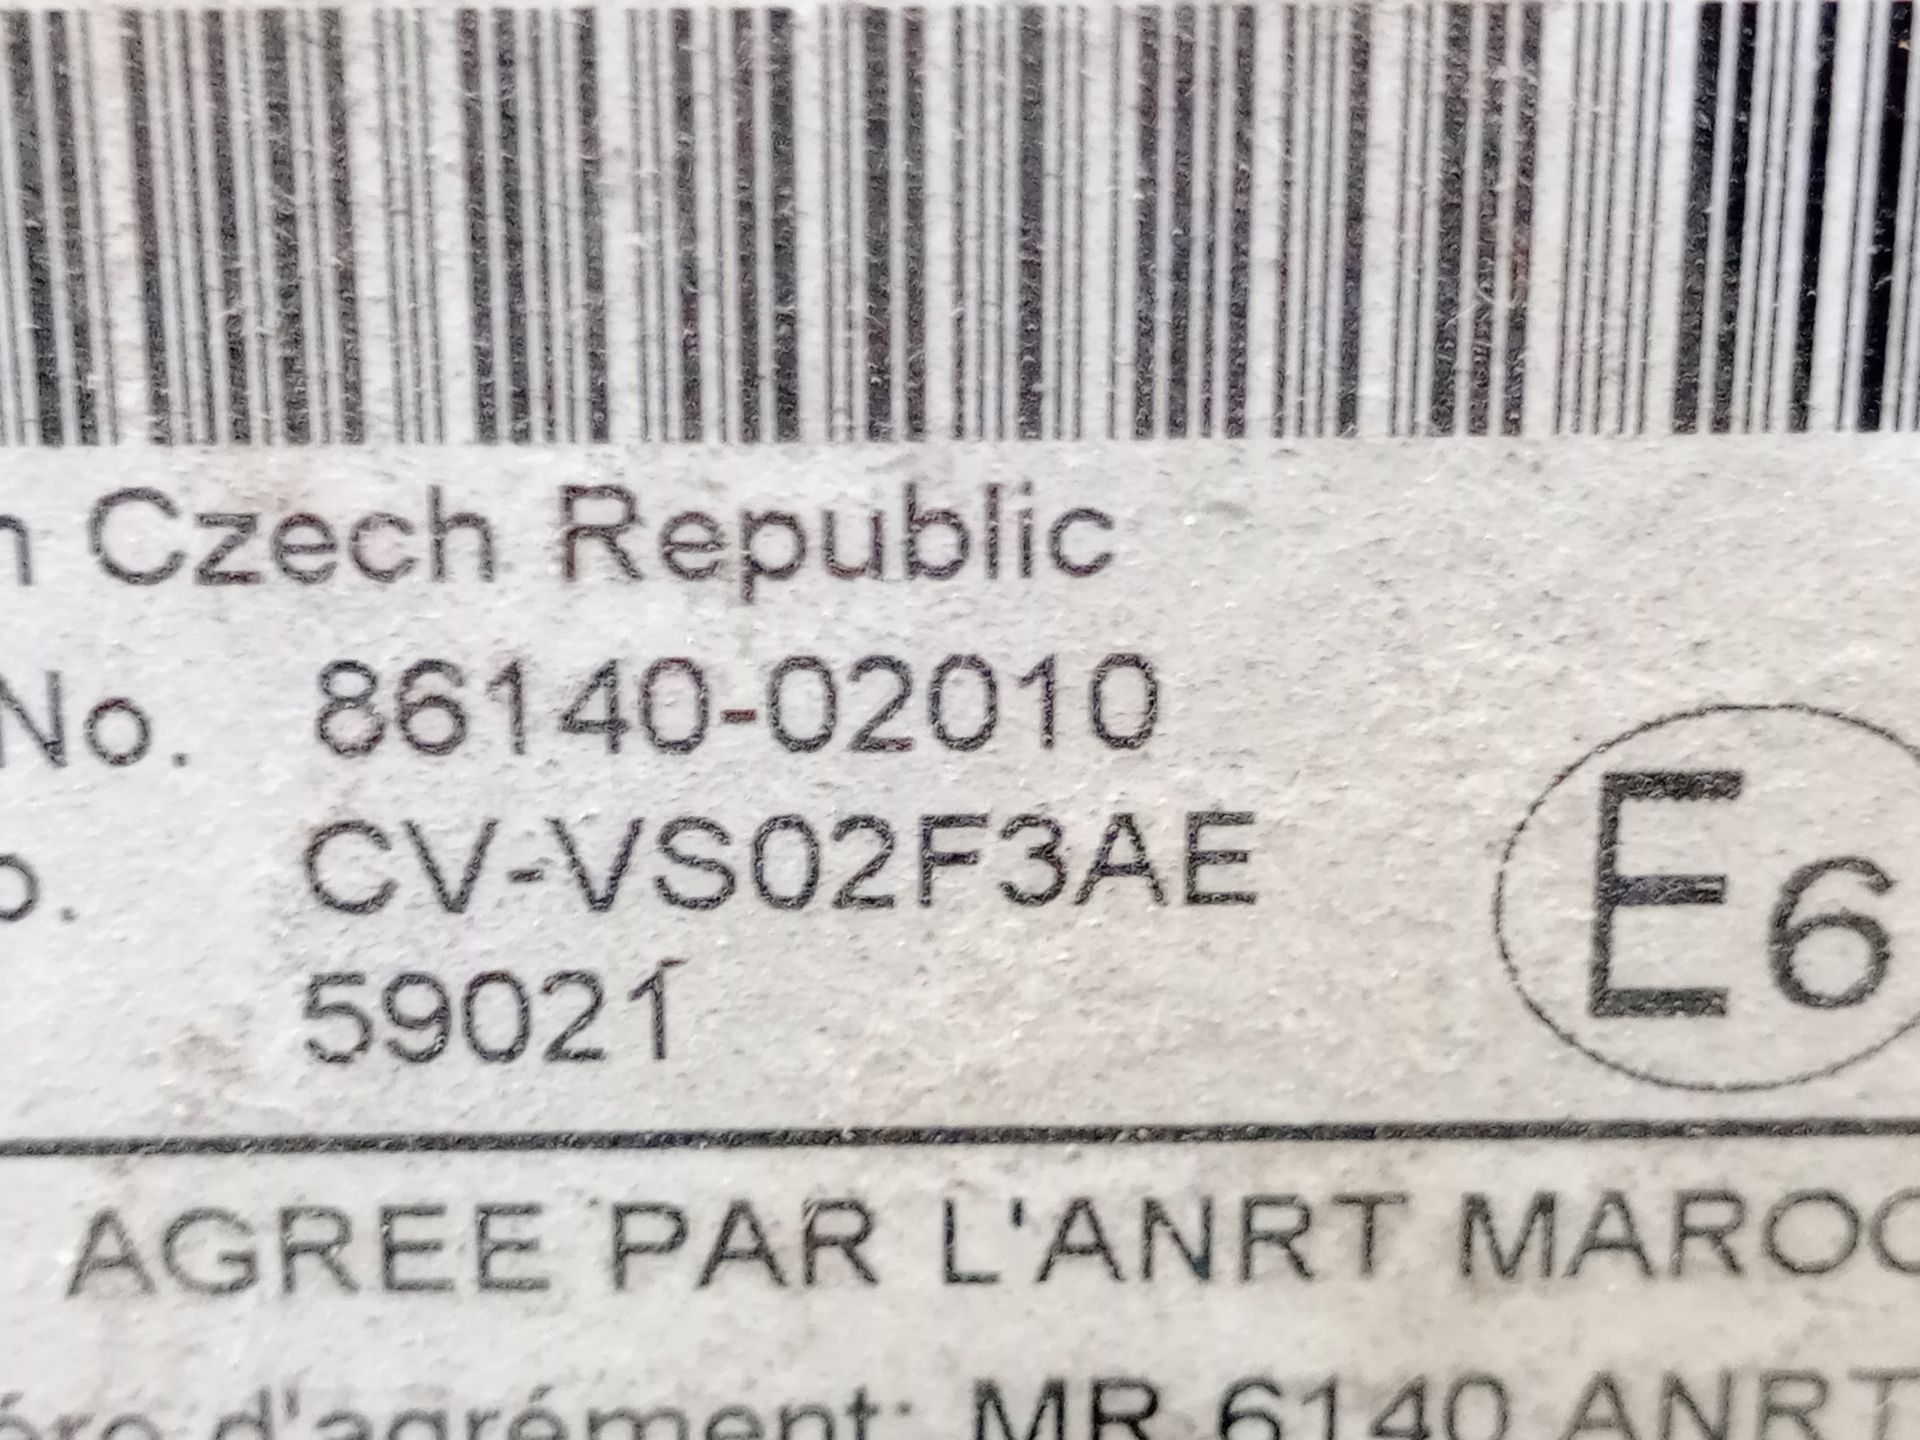 n Czech Republic
No. 86140-02010
o. CV-VS02F3AE
59021
E6
AGREE PAR L'ANRT MAROC
éro d'agrément: MR 6140 ANRT